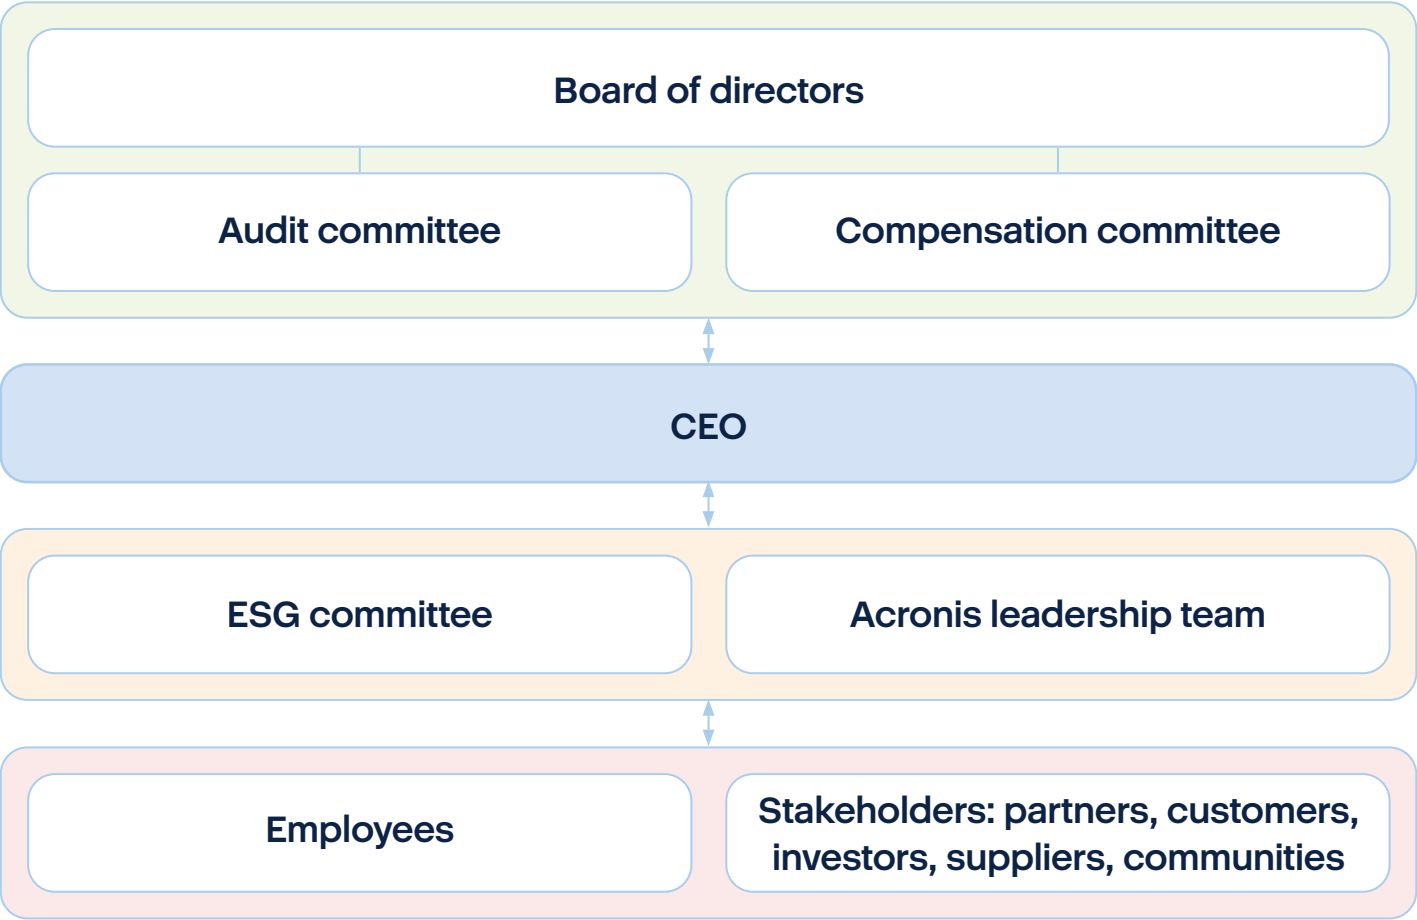 Board of directors
Audit committee
Compensation committee
CEO
ESG committee
Acronis leadership team
Employees
Stakeholders: partners, customers,
investors, suppliers, communities